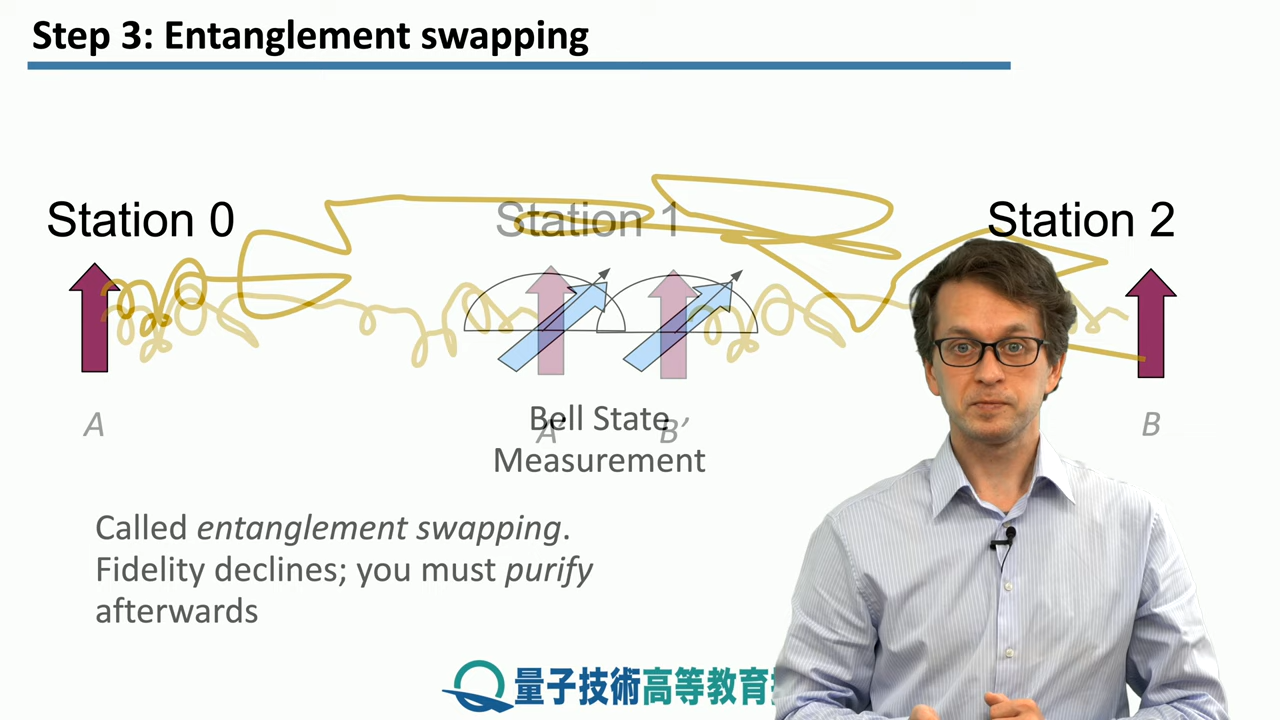 Step 3: Entanglement swapping
Station 0
Station 1
Station 2
A
A’
B’
B
Bell State
Measurement
Called entanglement swapping.
Fidelity declines; you must purify
afterwards
量子技術高等教育